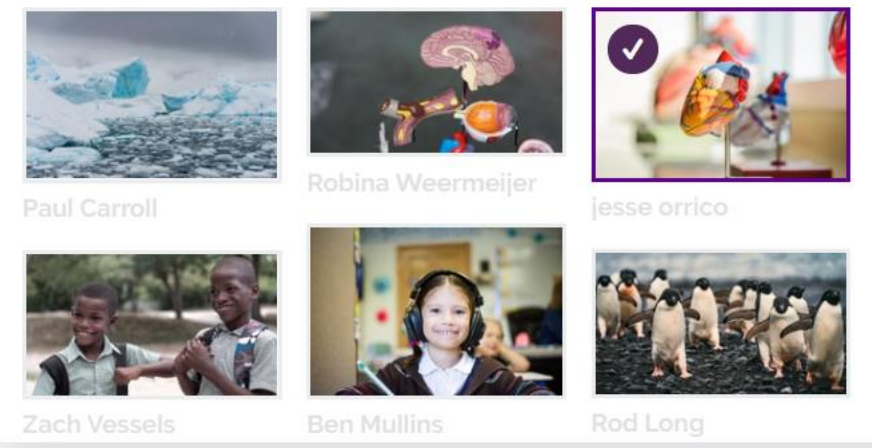 Paul Carroll
Robina Weermeijer
jesse orrico
Zach Vessels
Ben Mullins
Rod Long